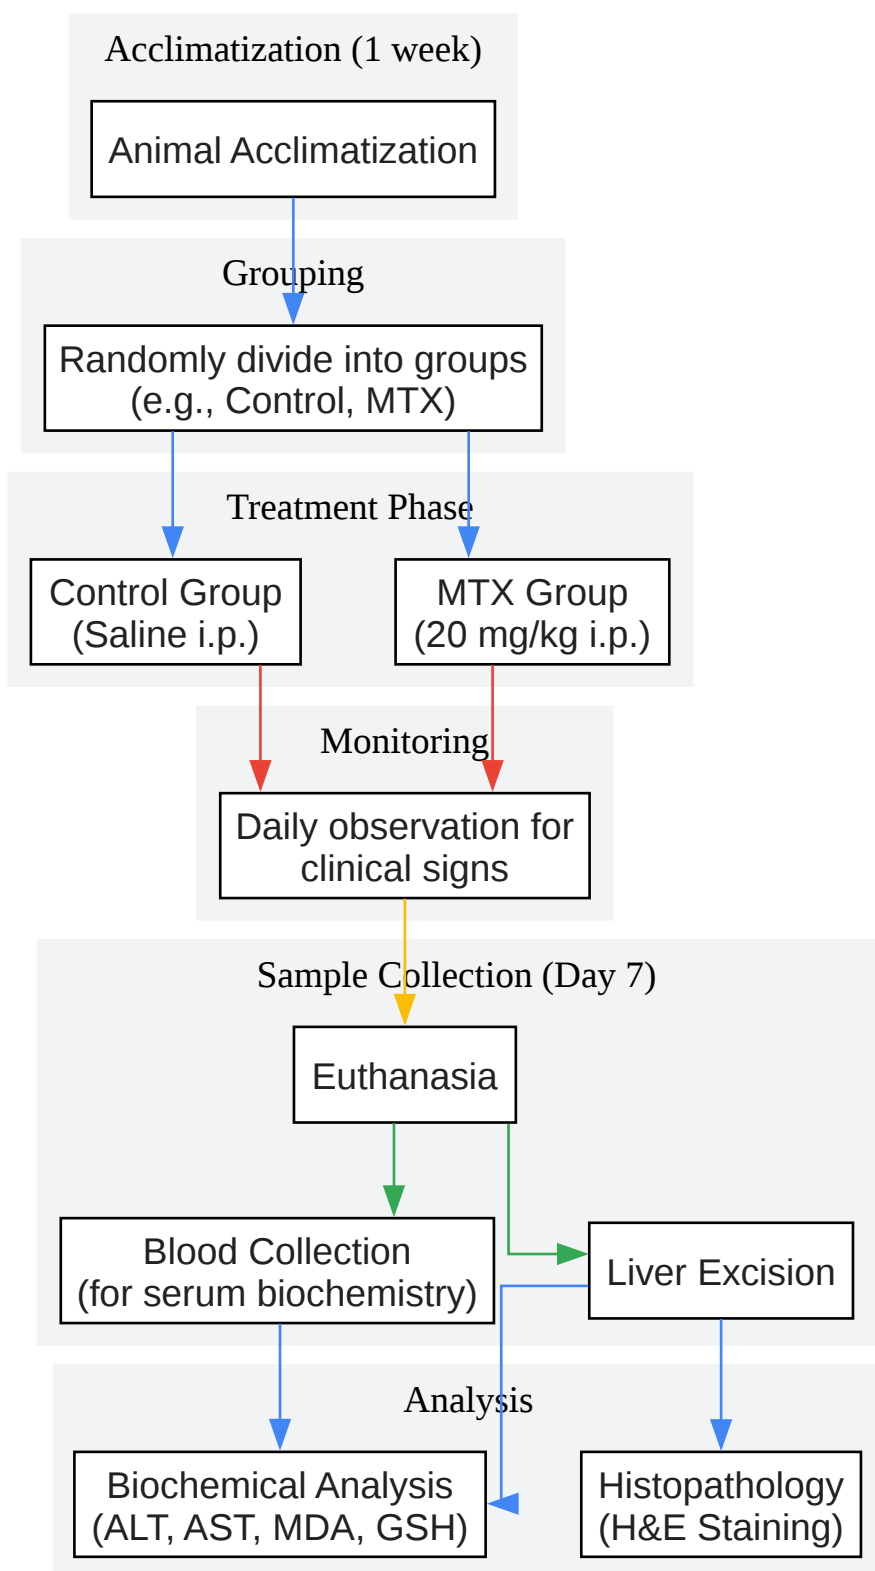 Acclimatization (1 week)
Animal Acclimatization
Grouping
Randomly divide into groups
(e.g., Control, MTX)
Treatment Phase
Control Group
(Saline i.p.)
MTX Group
(20 mg/kg i.p.)
Monitoring
Daily observation for
clinical signs
Sample Collection (Day 7)
Euthanasia
Blood Collection
(for serum biochemistry)
Liver Excision
Analysis
Biochemical Analysis
(ALT, AST, MDA, GSH)
Histopathology
(H&E Staining)